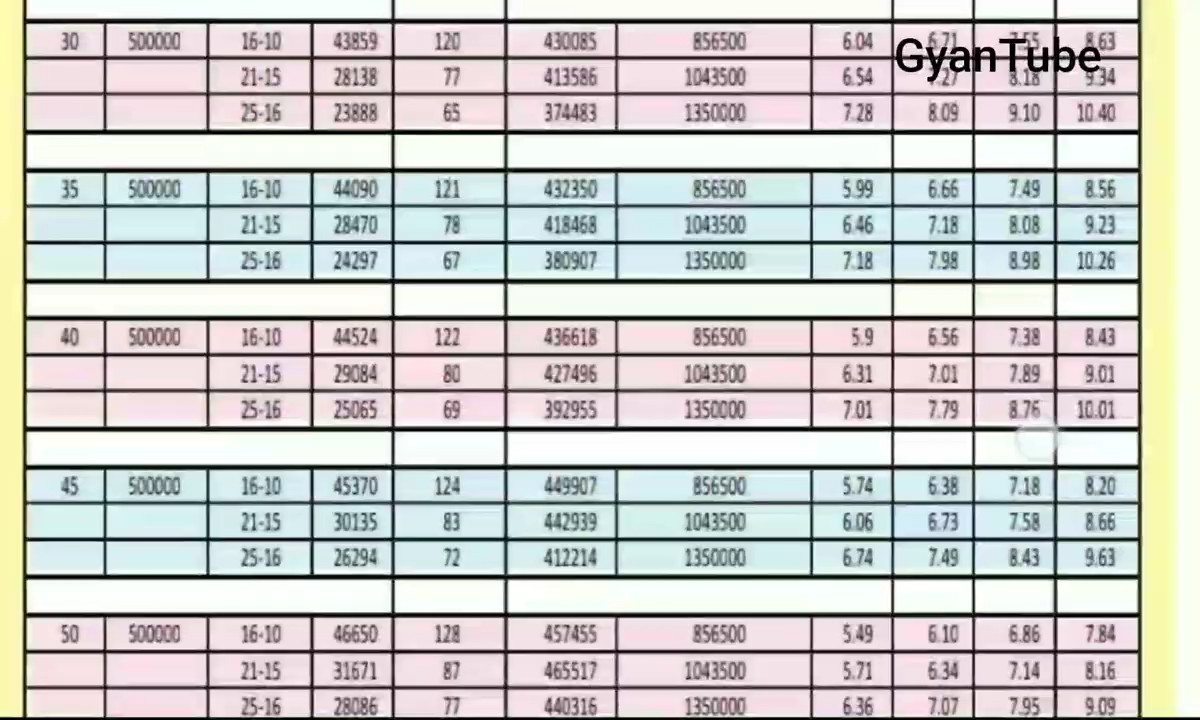 30 500000 16-10 43859 120 430085 856500 6.04 6.71 7.55 8.63
GyanTube
21-15 28138 77 413586 1043500 6.54 7.27 8.18 9.34
25-16 23888 65 374483 1350000 7.28 8.09 9.10 10.40
35 500000 16-10 44090 121 432350 856500 5.99 6.66 7.49 8.56
21-15 28470 78 418468 1043500 6.46 7.18 8.08 9.23
25-16 24297 67 380907 1350000 7.18 7.98 8.98 10.26
40 500000 16-10 44524 122 436618 856500 5.9 6.56 7.38 8.43
21-15 29084 80 427496 1043500 6.31 7.01 7.89 9.01
25-16 25065 69 392955 1350000 7.01 7.79 8.76 10.01
45 500000 16-10 45370 124 449907 856500 5.74 6.38 7.18 8.20
21-15 30135 83 442939 1043500 6.06 6.73 7.58 8.66
25-16 26294 72 412214 1350000 6.74 7.49 8.43 9.63
50 500000 16-10 46650 128 457455 856500 5.49 6.10 6.86 7.84
21-15 31671 87 465517 1043500 5.71 6.34 7.14 8.16
25-16 28086 77 440316 1350000 6.36 7.07 7.95 9.09